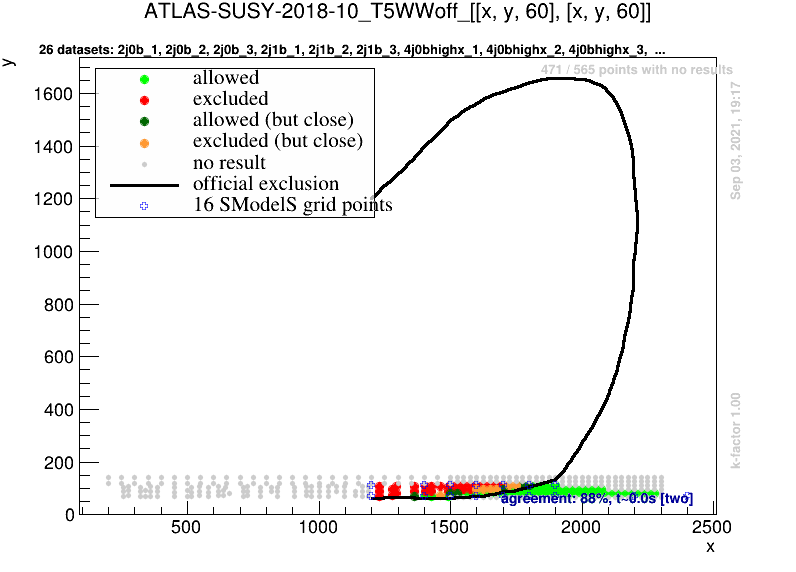 ATLAS-SUSY-2018-10_T5WWoff_[[x, y, 60], [x, y, 60]]
26 datasets: 2j0b_1, 2j0b_2, 2j0b_3, 2j1b_1, 2j1b_2, 2j1b_3, 4j0bhighx_1, 4j0bhighx_2, 4j0bhighx_3, ...
y
471 / 565 points with no results
allowed
excluded
allowed (but close)
excluded (but close)
no result
official exclusion
16 SModelS grid points
Sep 03, 2021, 19:17
k-factor 1.00
1600
1400
1200
1000
800
600
400
200
0
agreement: 88%, t~0.0s [two]
500
1000
1500
2000
2500
x